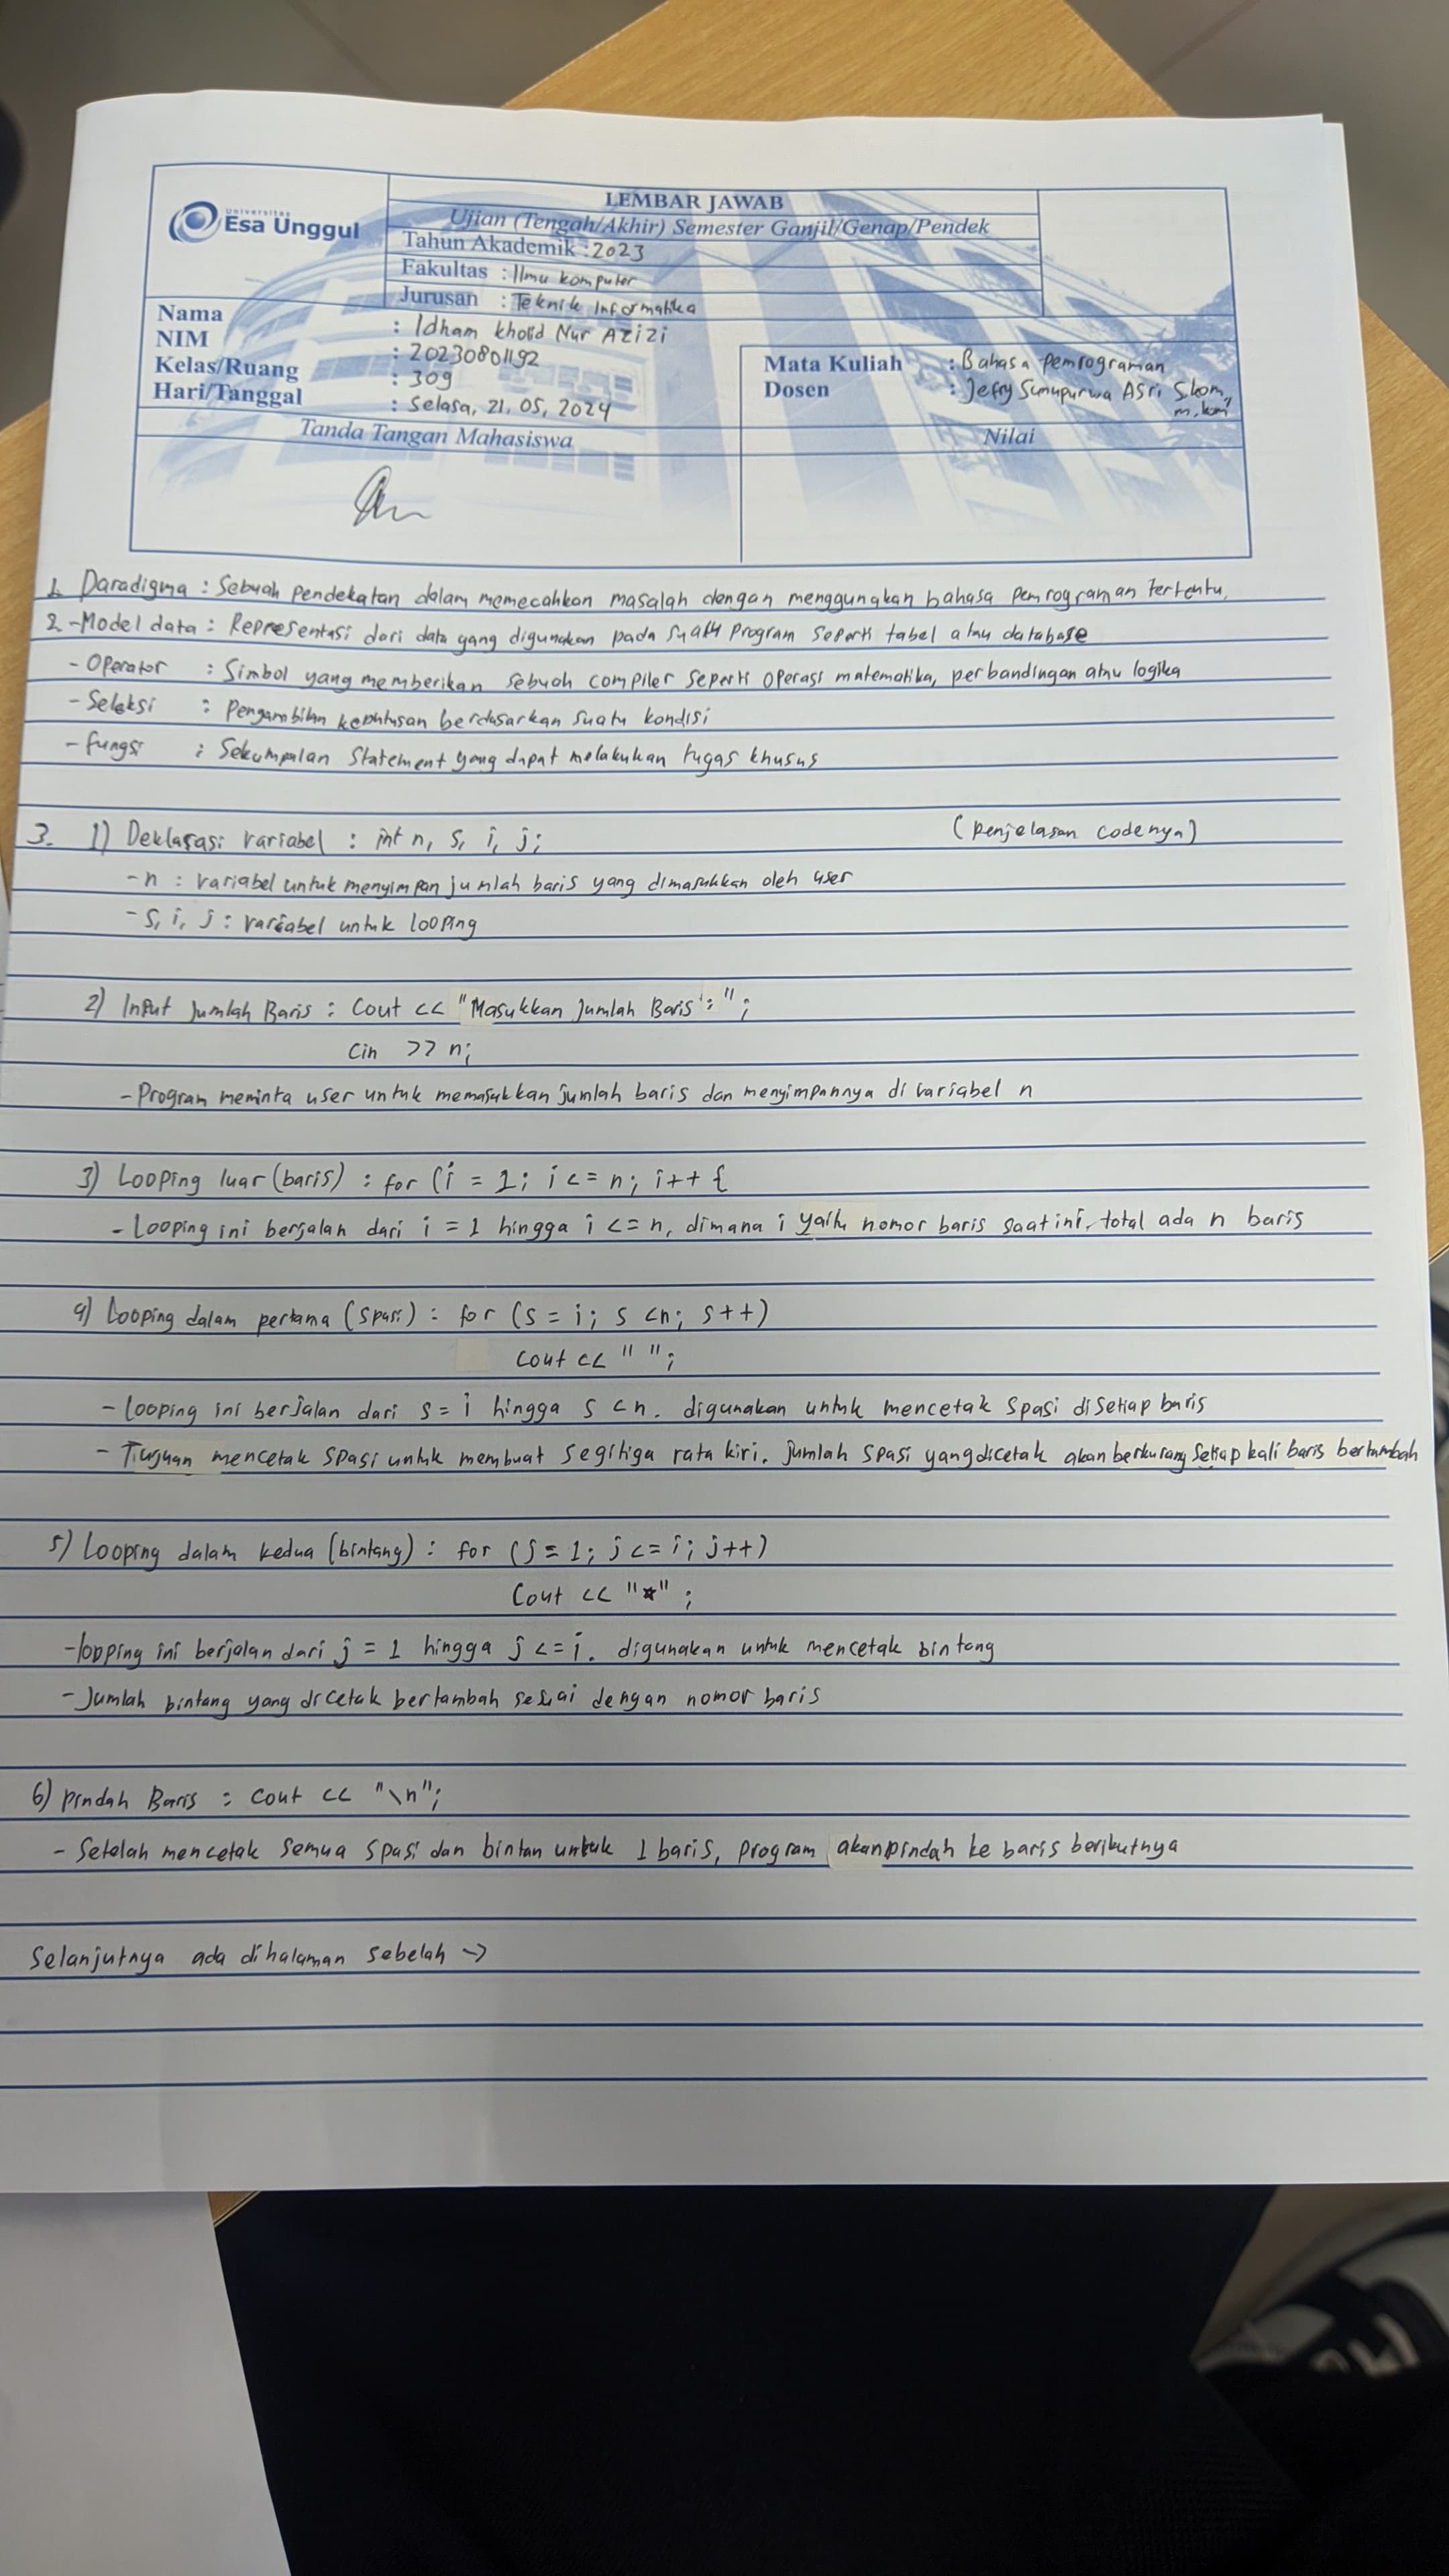 Universitas
Esa Unggul
LEMBAR JAWAB
Ujian (Tengah/Akhir) Semester Ganjil/Genap/Pendek
Tahun Akademik : 2023
Fakultas : Ilmu komputer
Jurusan : Teknik Informatika
Nama : Idham kholid Nur Azizi
NIM : 20230801192
Kelas/Ruang : 309
Hari/Tanggal : Selasa, 21, 05, 2024
Mata Kuliah : Bahasa pemrograman
Dosen : Jefry Sunupurwa Asri S.kom, m.kom
Tanda Tangan Mahasiswa
Nilai
1. Paradigma : Sebuah pendekatan dalam memecahkan masalah dengan menggunakan bahasa pemrograman tertentu.
2. - Model data : Representasi dari data yang digunakan pada suatu program seperti tabel atau database
- Operator : Simbol yang memberikan sebuah compiler seperti operasi matematika, perbandingan atau logika
- Seleksi : Pengambilan keputusan berdasarkan suatu kondisi
- fungsi : Sekumpulan Statement yang dapat melakukan tugas khusus
3. 1) Deklarasi variabel : int n, s, i, j; (penjelasan codenya)
- n : variabel untuk menyimpan jumlah baris yang dimasukkan oleh user
- s, i, j : variabel untuk looping
2) Input Jumlah Baris : Cout << "Masukkan Jumlah Baris : ";
Cin >> n;
- Program meminta user untuk memasukkan jumlah baris dan menyimpannya di variabel n
3) Looping luar (baris) : for (i = 1; i <= n; i++ {
- Looping ini berjalan dari i = 1 hingga i <= n, dimana i yaitu nomor baris saat ini, total ada n baris
4) Looping dalam pertama (spasi) : for (s = i; s <n; s++)
Cout << " ";
- Looping ini berjalan dari s = i hingga s < n. digunakan untuk mencetak spasi disetiap baris
- Tujuan mencetak spasi untuk membuat segitiga rata kiri. jumlah spasi yang dicetak akan berkurang setiap kali baris bertambah
5) Looping dalam kedua (bintang) : for (j = 1; j <= i; j++)
Cout << "*" ;
- lopping ini berjalan dari j = 1 hingga j <= i. digunakan untuk mencetak bintang
- Jumlah bintang yang dicetak bertambah sesuai dengan nomor baris
6) Pindah Baris : Cout << "\n";
- Setelah mencetak semua spasi dan bintan untuk 1 baris, program akan pindah ke baris berikutnya
Selanjutnya ada dihalaman sebelah ->